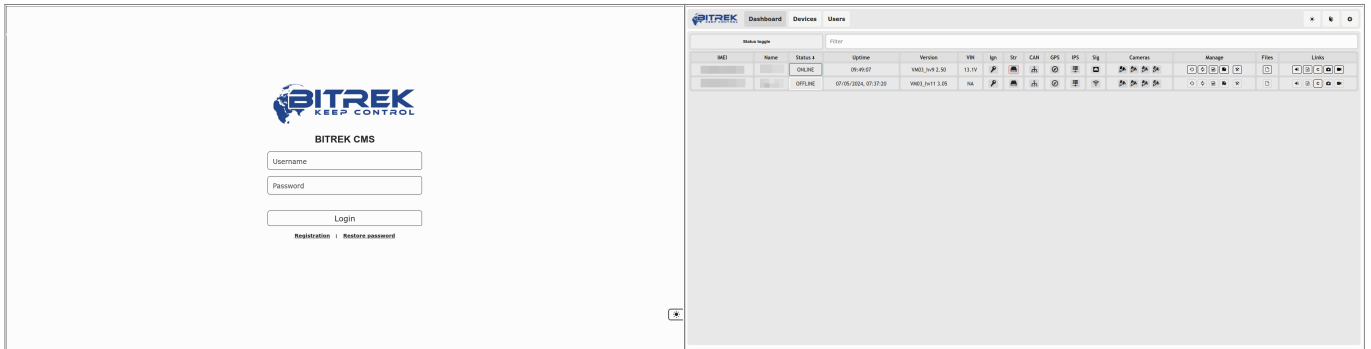 BITREK
KEEP CONTROL
BITREK CMS
Username
Password
Login
Registration | Restore password
BITREK
KEEP CONTROL
Dashboard Devices Users
Status toggle Filter
IMEI Name Status ↓ Uptime Version VIN Ign Str CAN GPS IPS Sig Cameras Manage Files Links
ONLINE 09:49:07 VM03_hv9 2.50 13.1V
OFFLINE 07/05/2024, 07:37:20 VM03_hv11 3.05 NA